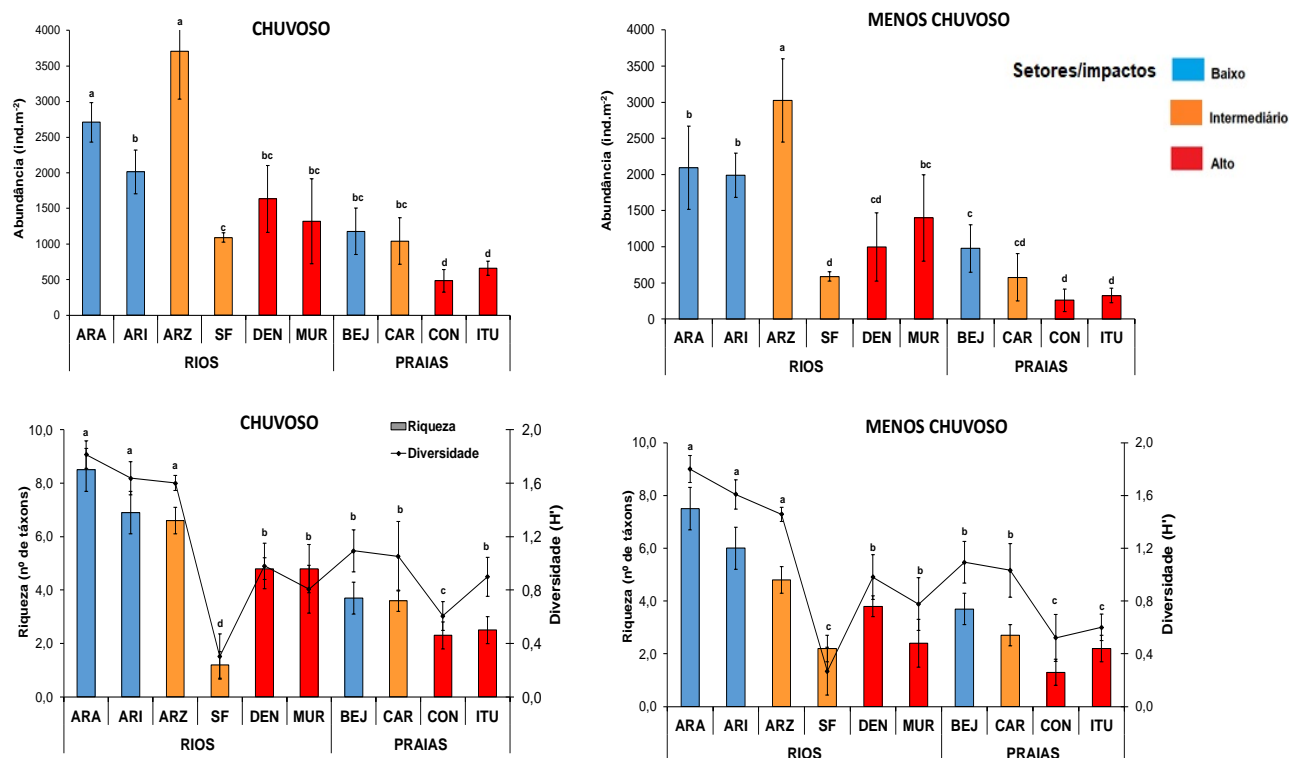 CHUVOSO
Abundância (ind.m-2)
4000
3500
3000
2500
2000
1500
1000
500
0
a
b
a
c
bc
bc
bc
bc
d
d
ARA ARI ARZ SF DEN MUR BEJ CAR CON ITU
RIOS PRAIAS
MENOS CHUVOSO
Abundância (ind.m-2)
4000
3500
3000
2500
2000
1500
1000
500
0
b
b
a
d
cd
bc
c
cd
d
d
ARA ARI ARZ SF DEN MUR BEJ CAR CON ITU
RIOS PRAIAS
Setores/impactos
Baixo
Intermediário
Alto
CHUVOSO
Riqueza
Diversidade
Riqueza (nº de táxons)
10,0
8,0
6,0
4,0
2,0
0,0
a
a
a
d
b
b
b
b
c
b
2,0
1,6
1,2
0,8
0,4
0,0
Diversidade (H')
ARA ARI ARZ SF DEN MUR BEJ CAR CON ITU
RIOS PRAIAS
MENOS CHUVOSO
Riqueza (nº de táxons)
10,0
8,0
6,0
4,0
2,0
0,0
a
a
a
c
b
b
b
b
c
c
2,0
1,6
1,2
0,8
0,4
0,0
Diversidade (H')
ARA ARI ARZ SF DEN MUR BEJ CAR CON ITU
RIOS PRAIAS